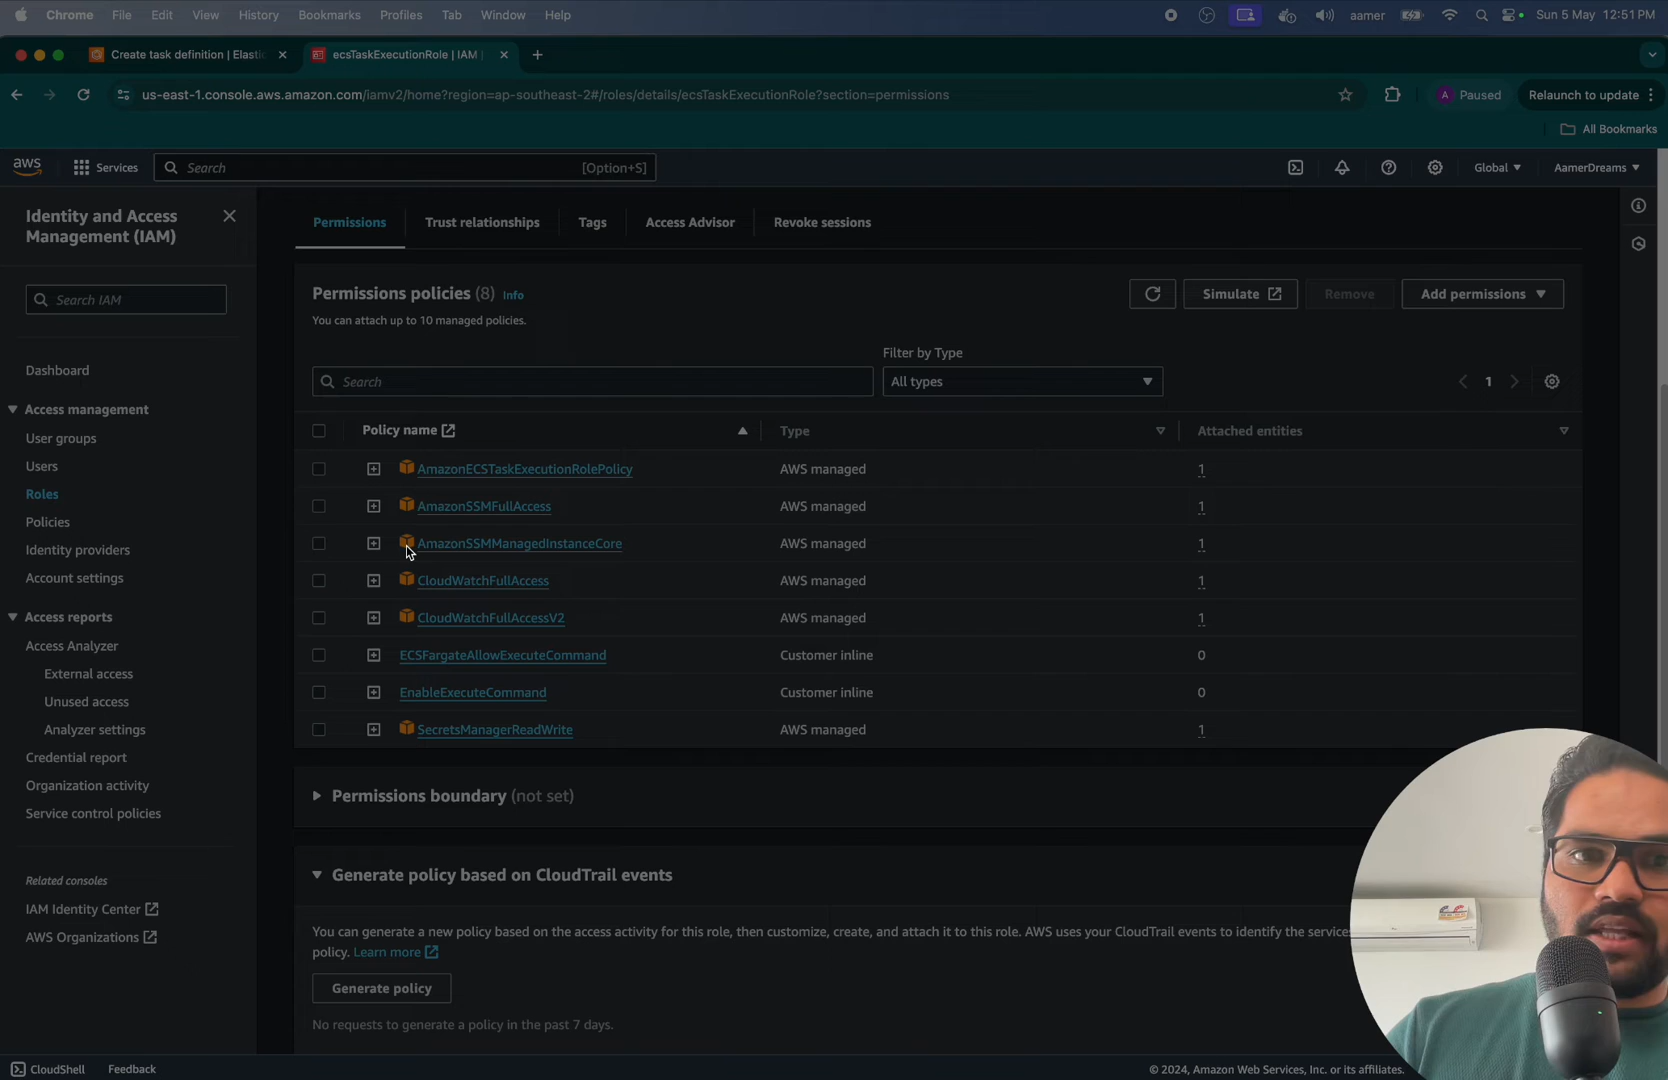 Chrome File Edit View History Bookmarks Profiles Tab Window Help aamer Sun 5 May 12:51 PM
Create task definition | Elasti ecsTaskExecutionRole | IAM |
us-east-1.console.aws.amazon.com/iamv2/home?region=ap-southeast-2#/roles/details/ecsTaskExecutionRole?section=permissions A Paused Relaunch to update
All Bookmarks
aws Services Search [Option+S] Global AamerDreams
Identity and Access
Management (IAM)
Search IAM
Dashboard
Access management
User groups
Users
Roles
Policies
Identity providers
Account settings
Access reports
Access Analyzer
External access
Unused access
Analyzer settings
Credential report
Organization activity
Service control policies
Related consoles
IAM Identity Center
AWS Organizations
Permissions Trust relationships Tags Access Advisor Revoke sessions
Permissions policies (8) Info
You can attach up to 10 managed policies.
Simulate Remove Add permissions
Filter by Type
Search All types 1
Policy name Type Attached entities
AmazonECSTaskExecutionRolePolicy AWS managed 1
AmazonSSMFullAccess AWS managed 1
AmazonSSMManagedInstanceCore AWS managed 1
CloudWatchFullAccess AWS managed 1
CloudWatchFullAccessV2 AWS managed 1
ECSFargateAllowExecuteCommand Customer inline 0
EnableExecuteCommand Customer inline 0
SecretsManagerReadWrite AWS managed 1
Permissions boundary (not set)
Generate policy based on CloudTrail events
You can generate a new policy based on the access activity for this role, then customize, create, and attach it to this role. AWS uses your CloudTrail events to identify the services
policy. Learn more
Generate policy
No requests to generate a policy in the past 7 days.
CloudShell Feedback © 2024, Amazon Web Services, Inc. or its affiliates.